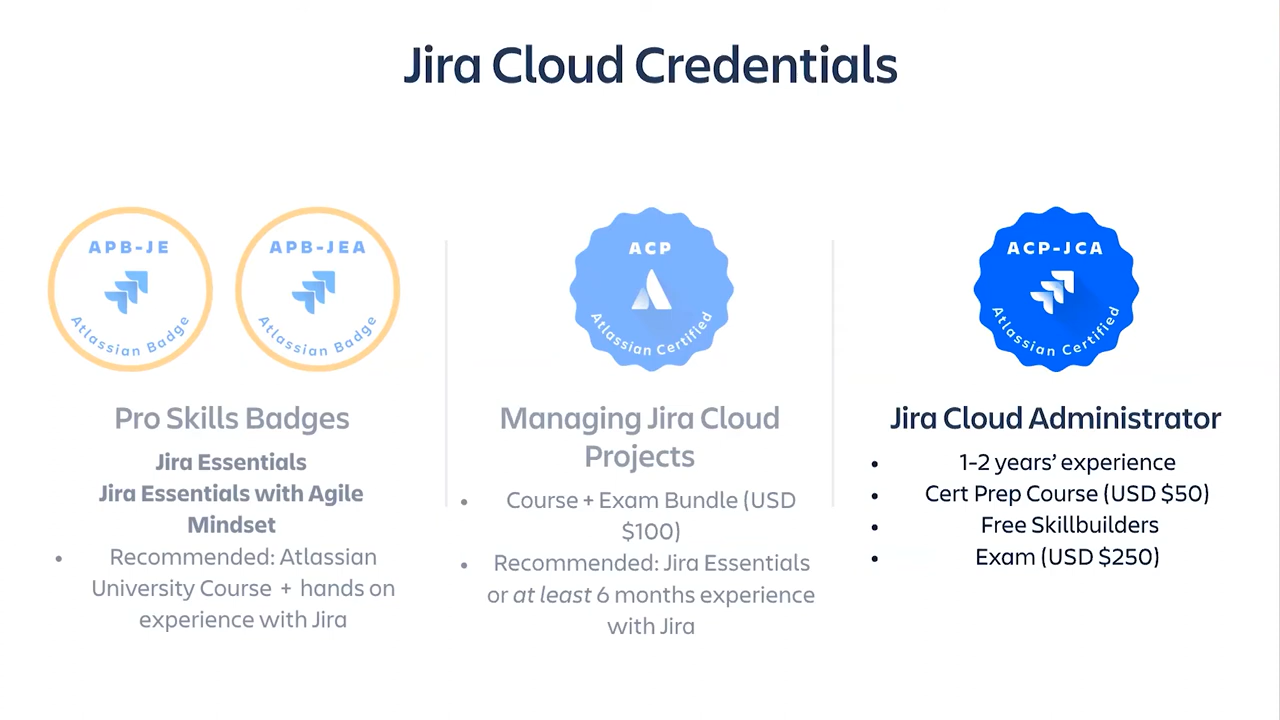 Jira Cloud Credentials
APB-JE
Atlassian Badge
APB-JEA
Atlassian Badge
Pro Skills Badges
Jira Essentials
Jira Essentials with Agile
Mindset
• Recommended: Atlassian
University Course + hands on
experience with Jira
ACP
Atlassian Certified
Managing Jira Cloud
Projects
• Course + Exam Bundle (USD
$100)
• Recommended: Jira Essentials
or at least 6 months experience
with Jira
ACP-JCA
Atlassian Certified
Jira Cloud Administrator
• 1-2 years’ experience
• Cert Prep Course (USD $50)
• Free Skillbuilders
• Exam (USD $250)